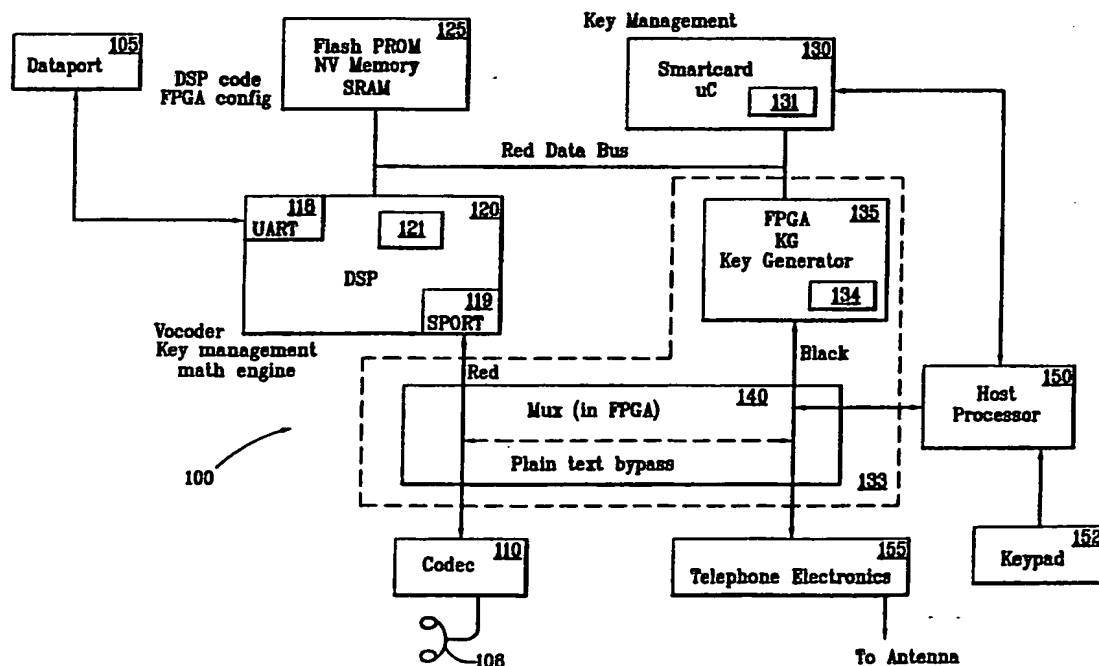 Key Management
105
Dataport
125
Flash PROM
NV Memory
SRAM
DSP code
FPGA config
130
Smartcard
uC
131
Red Data Bus
118
UART
120
121
DSP
119
SPORT
135
FPGA
KG
Key Generator
134
Vocoder
Key management
math engine
Red
Black
140
Mux (in FPGA)
Plain text bypass
133
150
Host
Processor
100
110
Codec
155
Telephone Electronics
152
Keypad
108
To Antenna